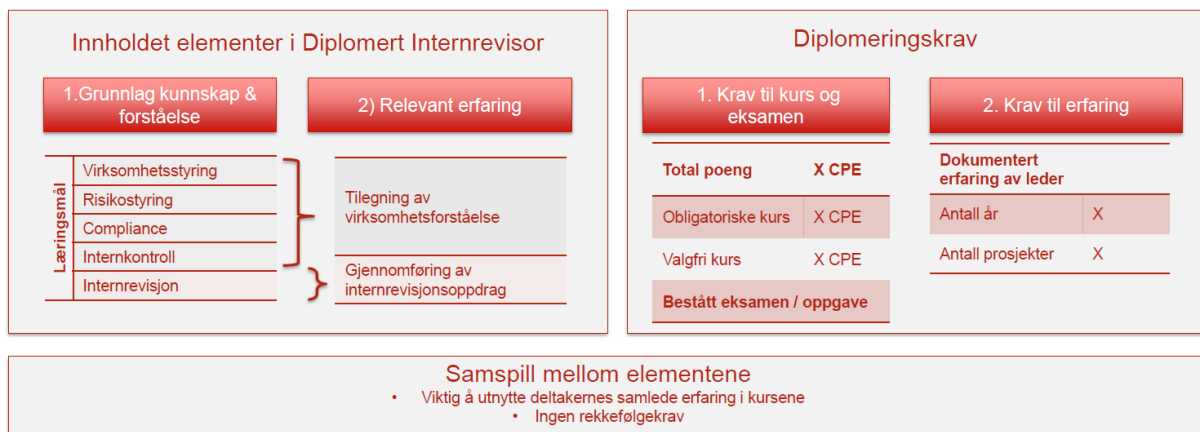 Innholdet elementer i Diplomert Internrevisor
1.Grunnlag kunnskap &
forståelse
2) Relevant erfaring
Læringsmål
Virksomhetsstyring
Risikostyring
Compliance
Internkontroll
Internrevisjon
Tilegning av
virksomhetsforståelse
Gjennomføring av
internrevisjonsoppdrag
Diplomeringskrav
1. Krav til kurs og
eksamen
2. Krav til erfaring
Total poeng X CPE
Obligatoriske kurs X CPE
Valgfri kurs X CPE
Bestått eksamen / oppgave
Dokumentert
erfaring av leder
Antall år X
Antall prosjekter X
Samspill mellom elementene
• Viktig å utnytte deltakernes samlede erfaring i kursene
• Ingen rekkefølgekrav